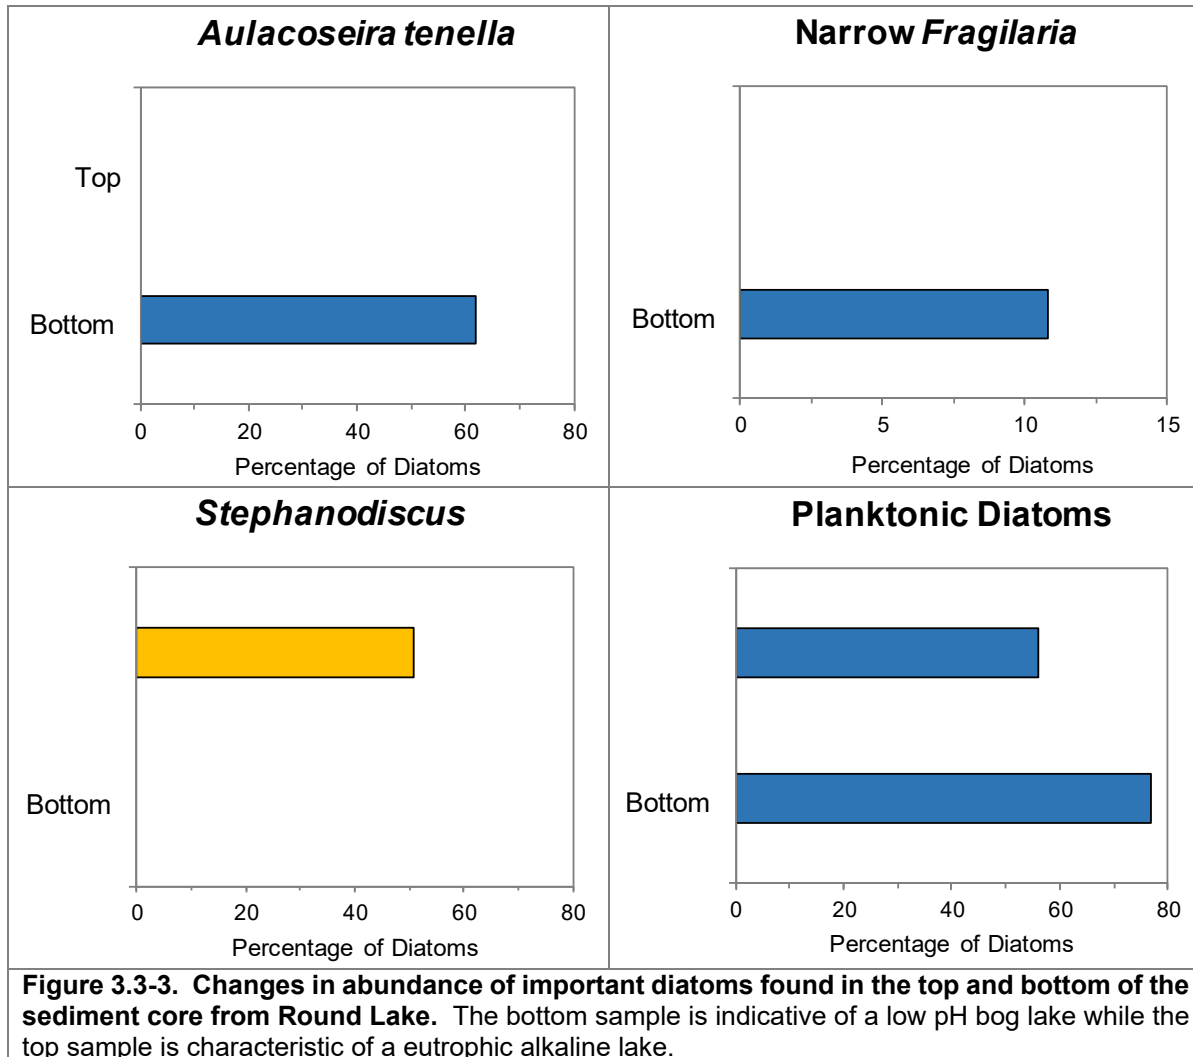 Aulacoseira tenella
Top
Bottom
0 20 40 60 80
Percentage of Diatoms
Narrow Fragilaria
Bottom
0 5 10 15
Percentage of Diatoms
Stephanodiscus
Bottom
0 20 40 60 80
Percentage of Diatoms
Planktonic Diatoms
Bottom
0 20 40 60 80
Percentage of Diatoms
Figure 3.3-3. Changes in abundance of important diatoms found in the top and bottom of the
sediment core from Round Lake. The bottom sample is indicative of a low pH bog lake while the
top sample is characteristic of a eutrophic alkaline lake.